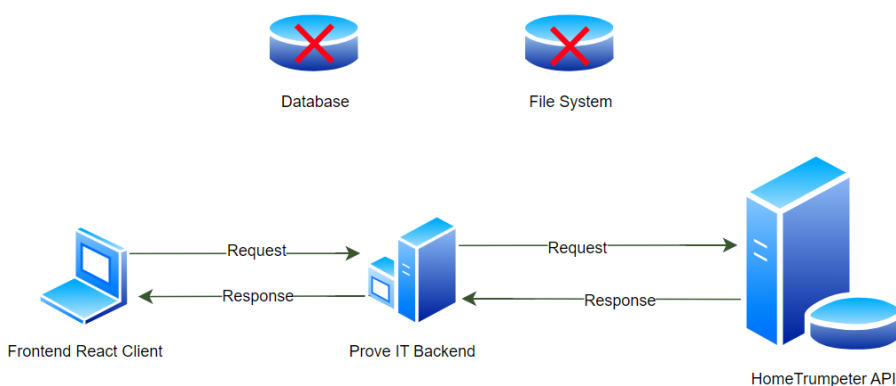 Database
File System
Request
Request
Response
Response
Frontend React Client
Prove IT Backend
HomeTrumpeter API